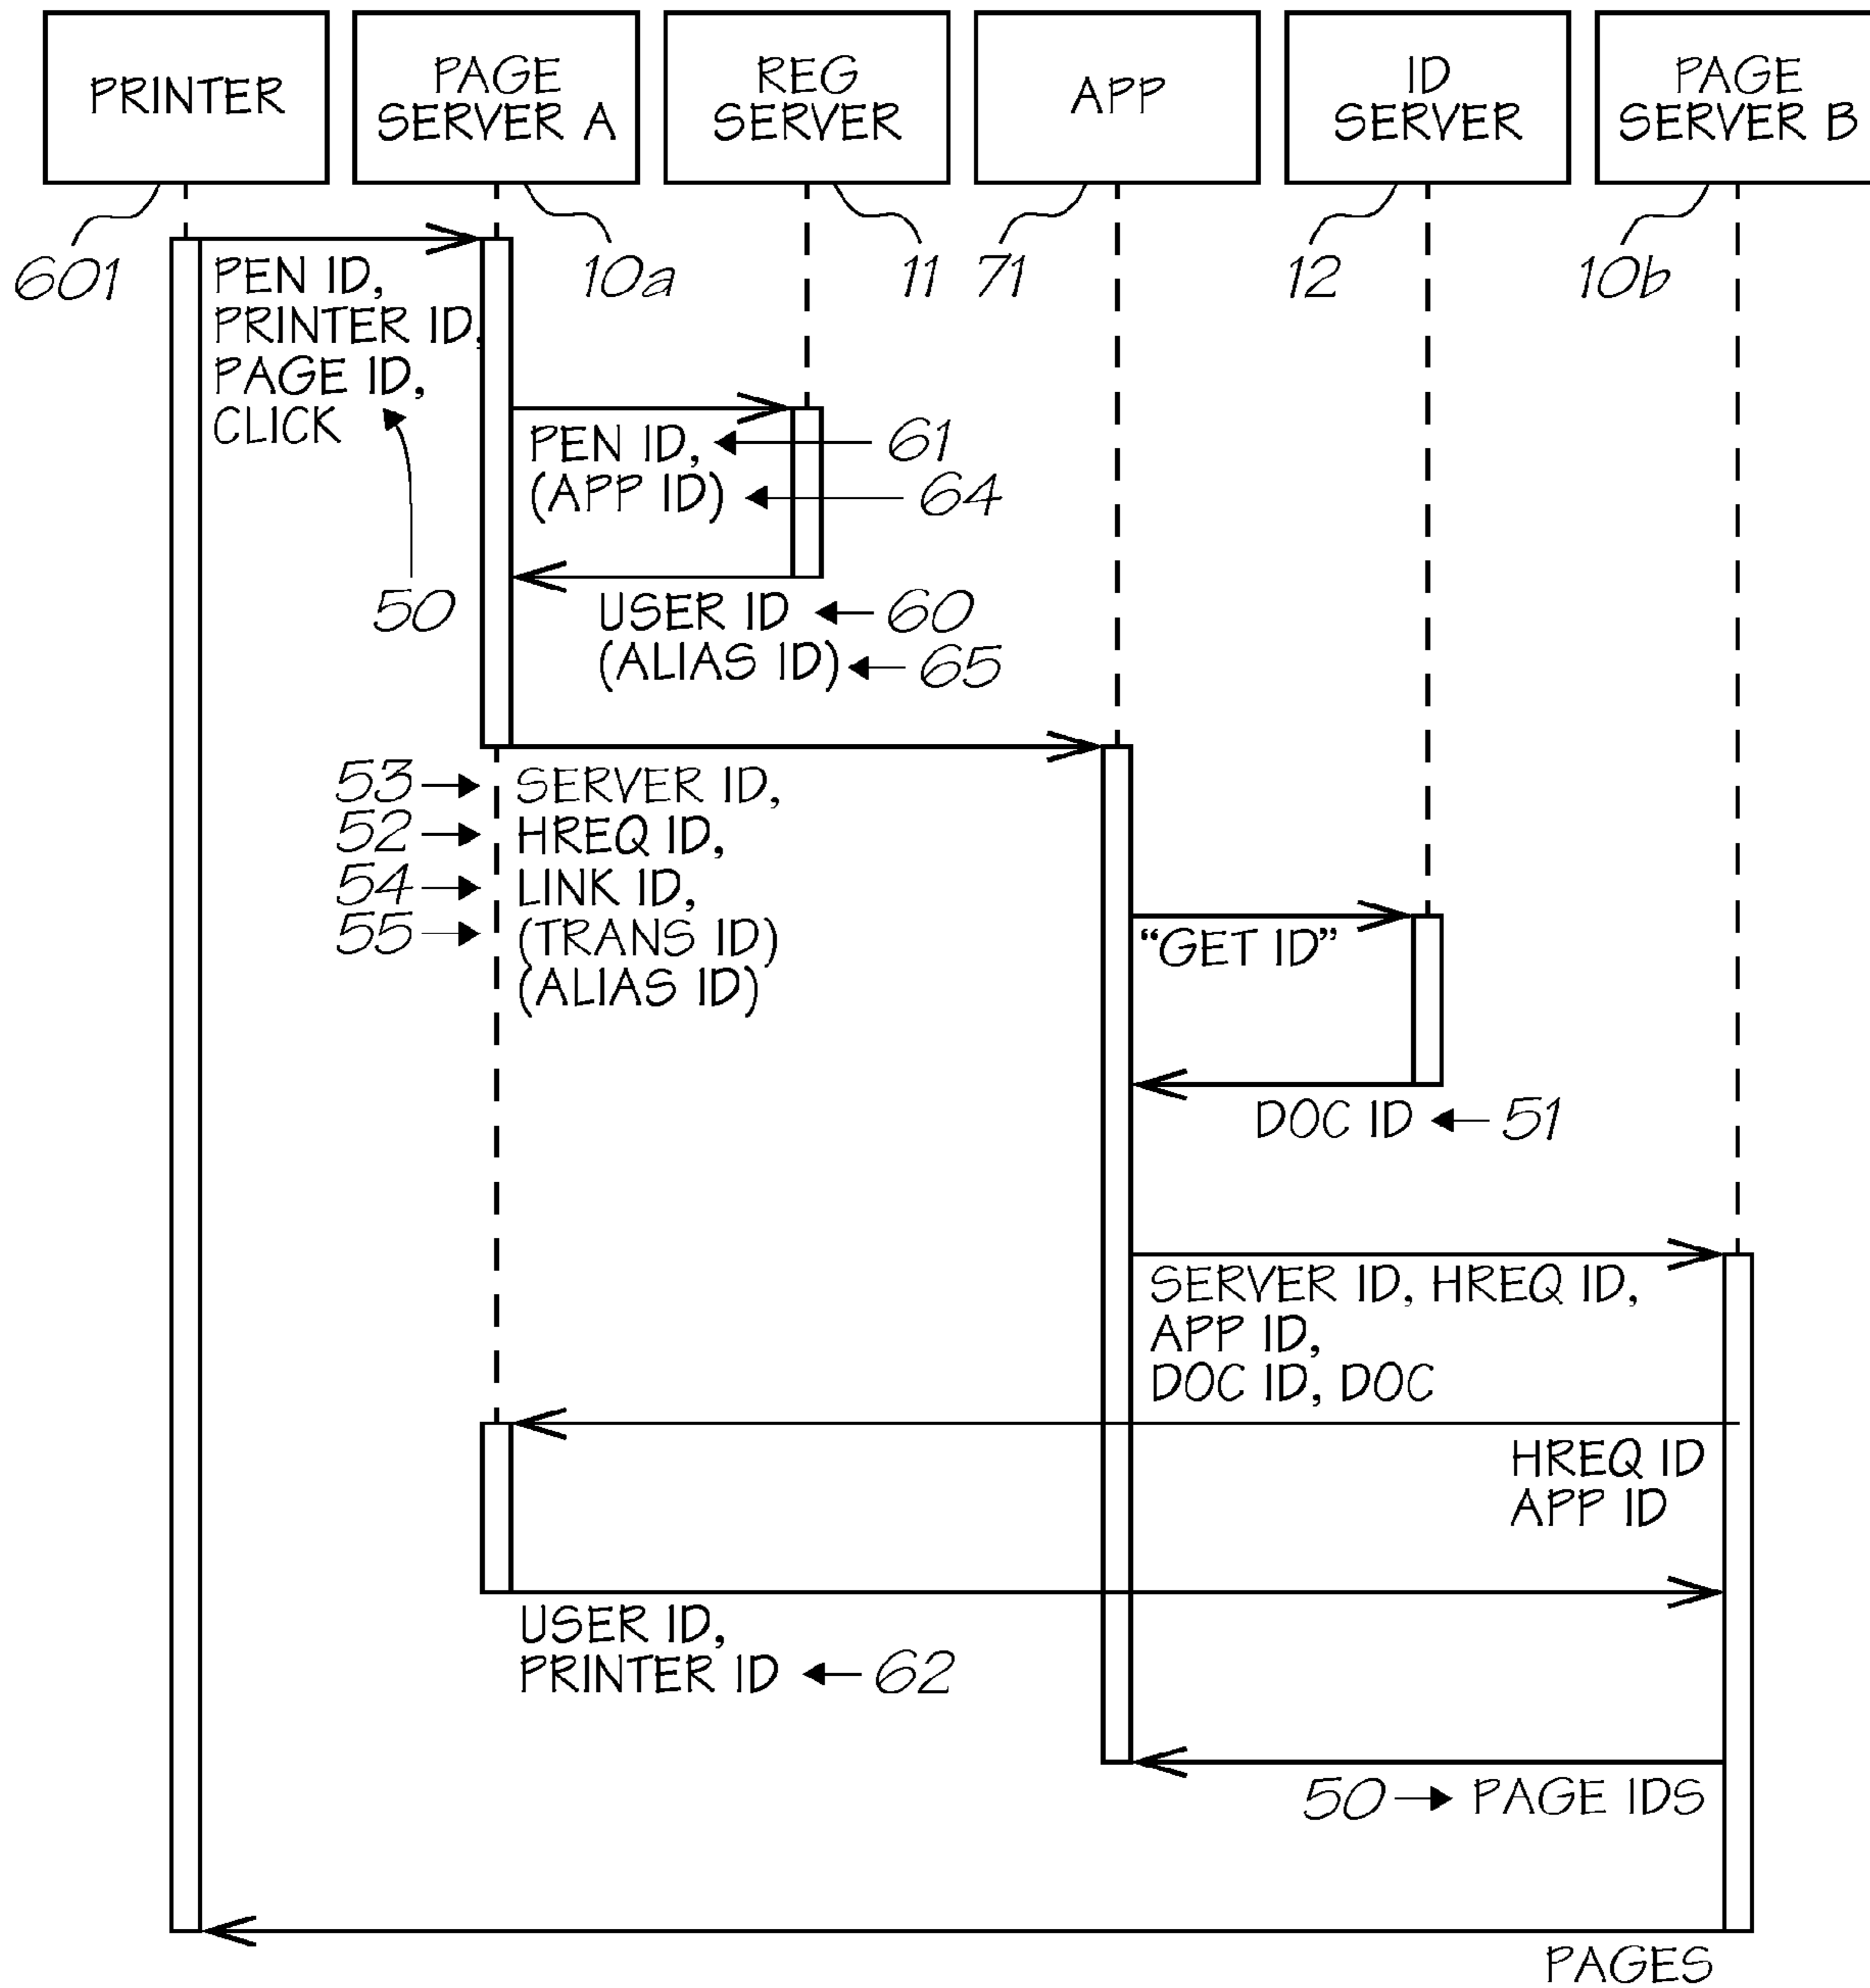 PRINTER
PAGE
SERVER A
REG
SERVER
APP
ID
SERVER
PAGE
SERVER B
601
10a
11
71
12
10b
PEN ID,
PRINTER ID,
PAGE ID,
CLICK
50
PEN ID,
(APP ID)
61
64
USER ID
(ALIAS ID)
60
65
53
52
54
55
SERVER ID,
HREQ ID,
LINK ID,
(TRANS ID)
(ALIAS ID)
“GET ID”
DOC ID
51
SERVER ID, HREQ ID,
APP ID,
DOC ID, DOC
HREQ ID
APP ID
USER ID,
PRINTER ID
62
50
PAGE IDS
PAGES